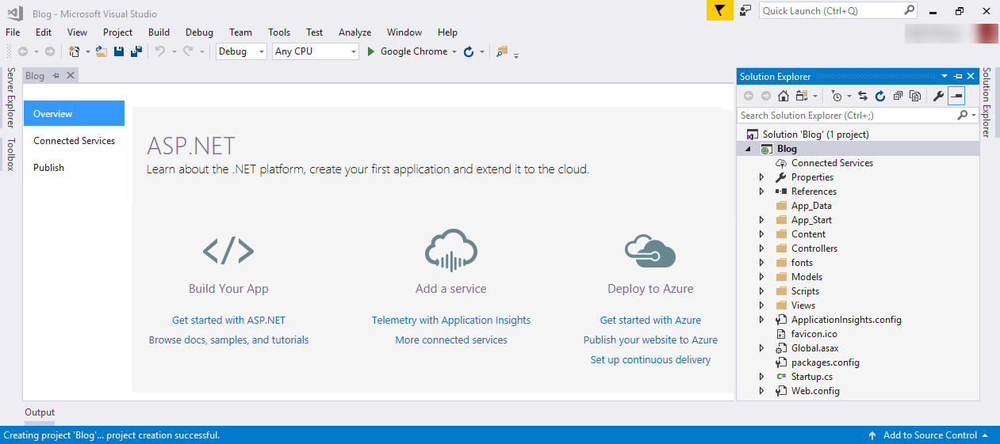 Blog - Microsoft Visual Studio
Quick Launch (Ctrl+Q)
File Edit View Project Build Debug Team Tools Test Analyze Window Help
Debug Any CPU Google Chrome
Server Explorer
Toolbox
Blog
Overview
Connected Services
Publish
ASP.NET
Learn about the .NET platform, create your first application and extend it to the cloud.
Build Your App
Get started with ASP.NET
Browse docs, samples, and tutorials
Add a service
Telemetry with Application Insights
More connected services
Deploy to Azure
Get started with Azure
Publish your website to Azure
Set up continuous delivery
Solution Explorer
Search Solution Explorer (Ctrl+;)
Solution 'Blog' (1 project)
Blog
Connected Services
Properties
References
App_Data
App_Start
Content
Controllers
fonts
Models
Scripts
Views
ApplicationInsights.config
favicon.ico
Global.asax
packages.config
C# Startup.cs
Web.config
Solution Explorer
Output
Creating project 'Blog'... project creation successful.
Add to Source Control